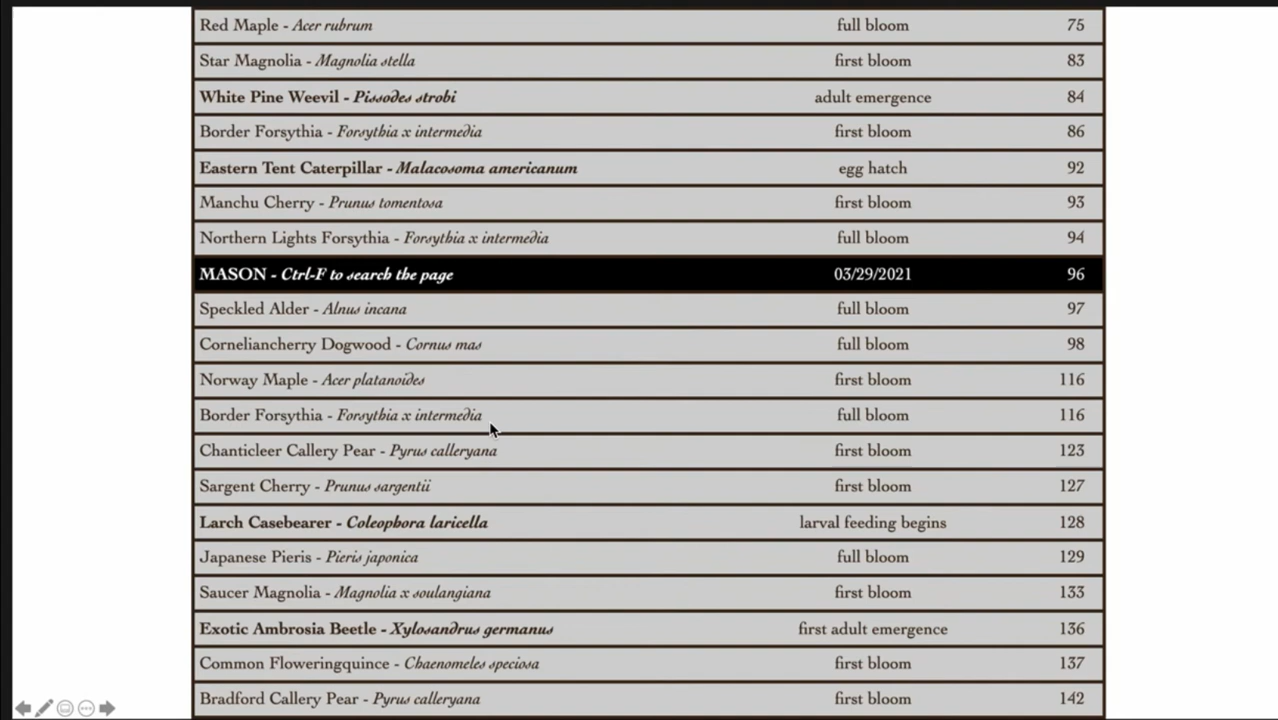 Red Maple - Acer rubrum full bloom 75
Star Magnolia - Magnolia stella first bloom 83
White Pine Weevil - Pissodes strobi adult emergence 84
Border Forsythia - Forsythia x intermedia first bloom 86
Eastern Tent Caterpillar - Malacosoma americanum egg hatch 92
Manchu Cherry - Prunus tomentosa first bloom 93
Northern Lights Forsythia - Forsythia x intermedia full bloom 94
MASON - Ctrl-F to search the page 03/29/2021 96
Speckled Alder - Alnus incana full bloom 97
Corneliancherry Dogwood - Cornus mas full bloom 98
Norway Maple - Acer platanoides first bloom 116
Border Forsythia - Forsythia x intermedia full bloom 116
Chanticleer Callery Pear - Pyrus calleryana first bloom 123
Sargent Cherry - Prunus sargentii first bloom 127
Larch Casebearer - Coleophora laricella larval feeding begins 128
Japanese Pieris - Pieris japonica full bloom 129
Saucer Magnolia - Magnolia x soulangiana first bloom 133
Exotic Ambrosia Beetle - Xylosandrus germanus first adult emergence 136
Common Floweringquince - Chaenomeles speciosa first bloom 137
Bradford Callery Pear - Pyrus calleryana first bloom 142